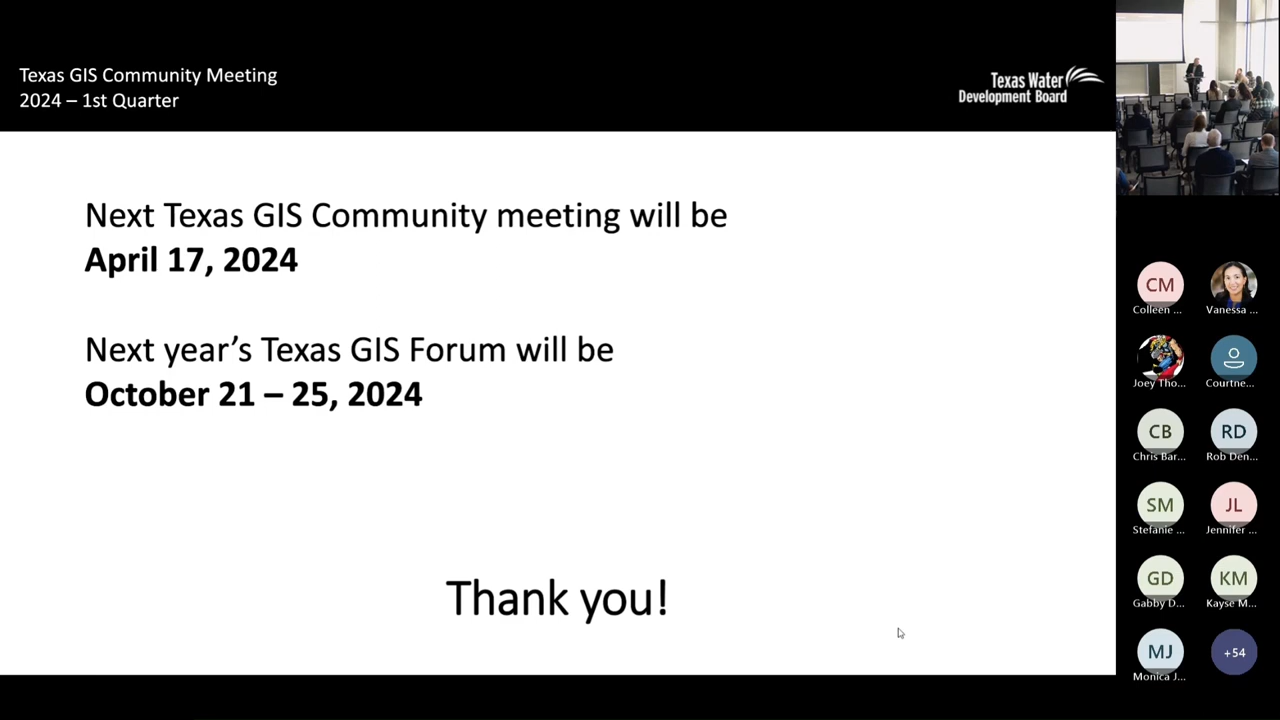 Texas GIS Community Meeting
2024 – 1st Quarter
Texas Water
Development Board
Next Texas GIS Community meeting will be
April 17, 2024
Next year’s Texas GIS Forum will be
October 21 – 25, 2024
Thank you!
CM
Colleen ...
Vanessa ...
Joey Tho...
Courtne...
CB
Chris Bar...
RD
Rob Den...
SM
Stefanie ...
JL
Jennifer ...
GD
Gabby D...
KM
Kayse M...
MJ
Monica J...
+54